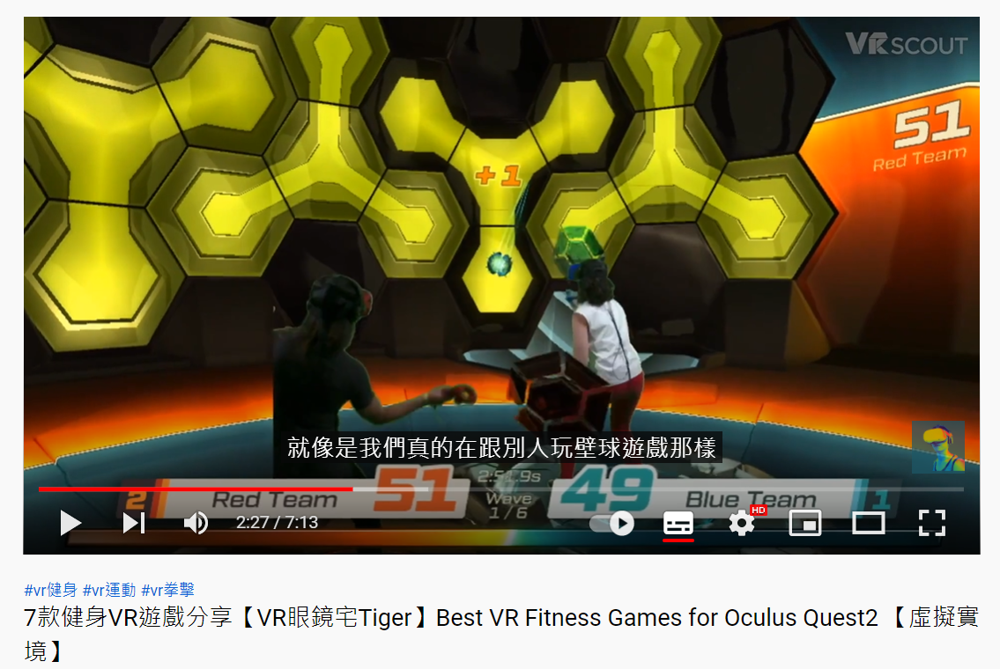 VRSCOUT
51
Red Team
+1
就像是我們真的在跟別人玩壁球遊戲那樣
2 Red Team 51 2:51.9s 49 Blue Team 1
Wave
1/6
2:27 / 7:13
HD
#vr健身 #vr運動 #vr拳擊
7款健身VR遊戲分享【VR眼鏡宅Tiger】Best VR Fitness Games for Oculus Quest2 【虛擬實
境】